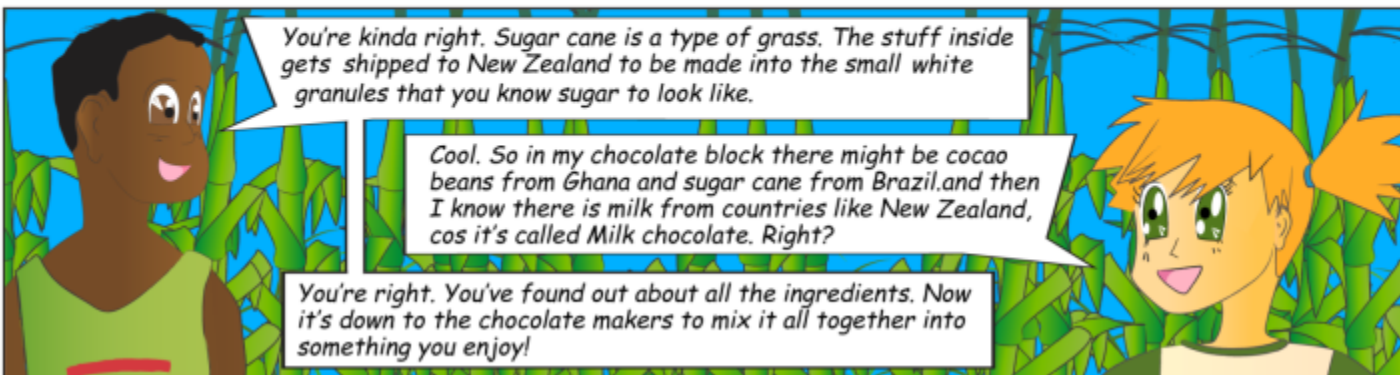 You're kinda right. Sugar cane is a type of grass. The stuff inside
gets shipped to New Zealand to be made into the small white
granules that you know sugar to look like.
Cool. So in my chocolate block there might be cocao
beans from Ghana and sugar cane from Brazil.and then
I know there is milk from countries like New Zealand,
cos it's called Milk chocolate. Right?
You're right. You've found out about all the ingredients. Now
it's down to the chocolate makers to mix it all together into
something you enjoy!